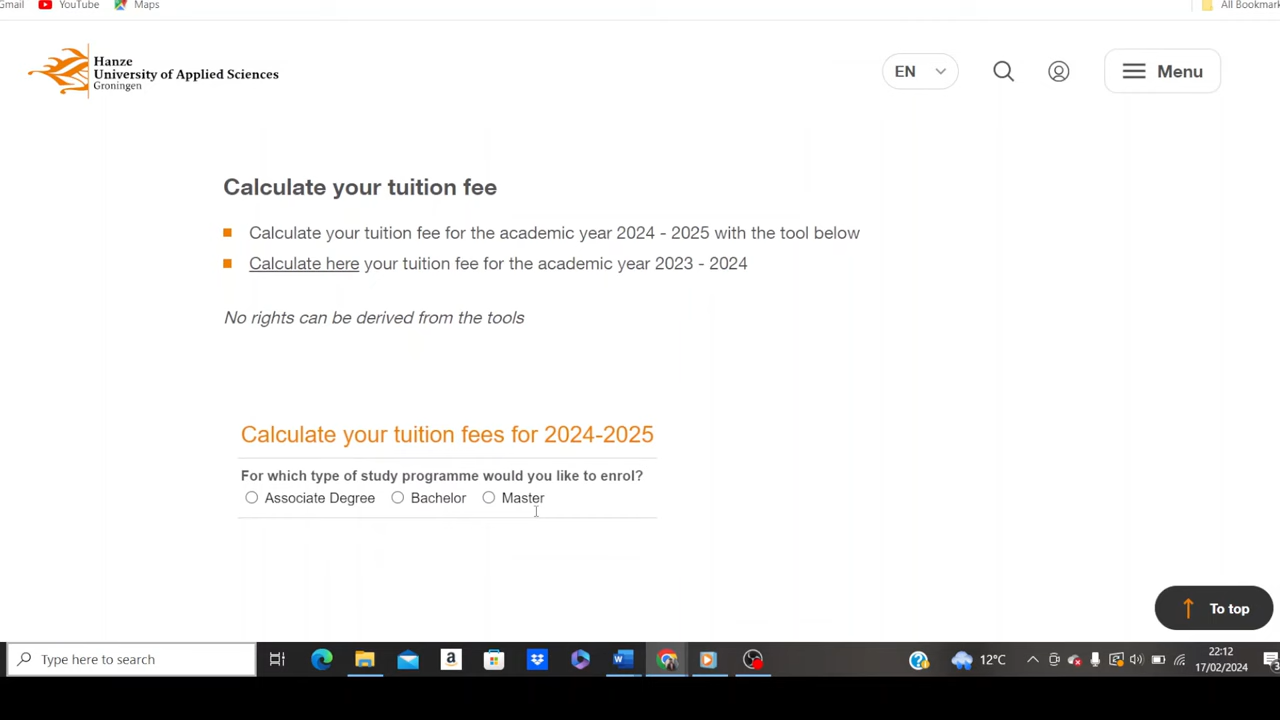 Gmail
YouTube
Maps
All Bookmark
Hanze
University of Applied Sciences
Groningen
EN
Menu
Calculate your tuition fee
Calculate your tuition fee for the academic year 2024 - 2025 with the tool below
Calculate here your tuition fee for the academic year 2023 - 2024
No rights can be derived from the tools
Calculate your tuition fees for 2024-2025
For which type of study programme would you like to enrol?
Associate Degree Bachelor Master
To top
Type here to search
12°C
22:12
17/02/2024
3